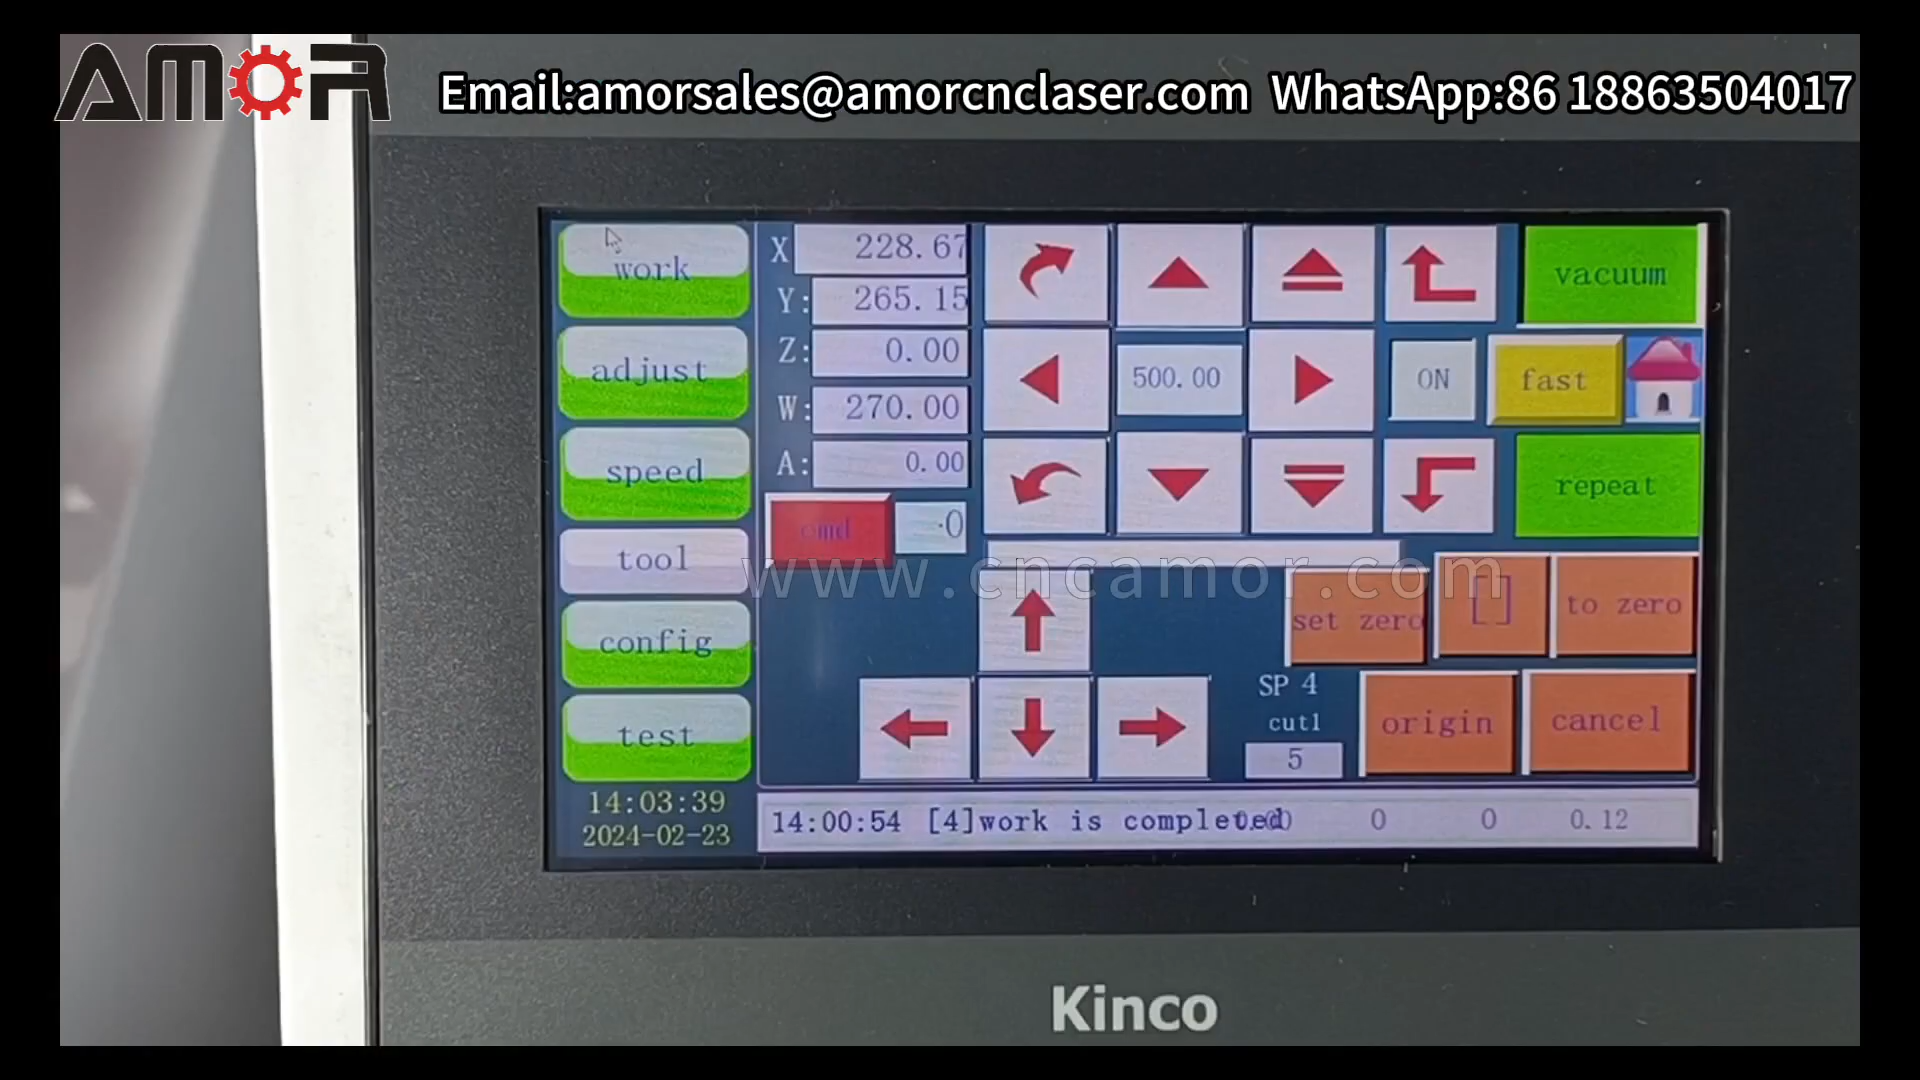 AMOR
Email:amorsales@amorcnclaser.com WhatsApp:86 18863504017
work
adjust
speed
tool
config
test
14:03:39
2024-02-23
X 228.67
Y: 265.15
Z: 0.00
W: 270.00
A: 0.00
cmd 0
500.00
ON
fast
vacuum
repeat
www.cncamor.com
set zero
[]
to zero
SP 4
cut1
5
origin
cancel
14:00:54 [4]work is completed 0 0 0.12
Kinco